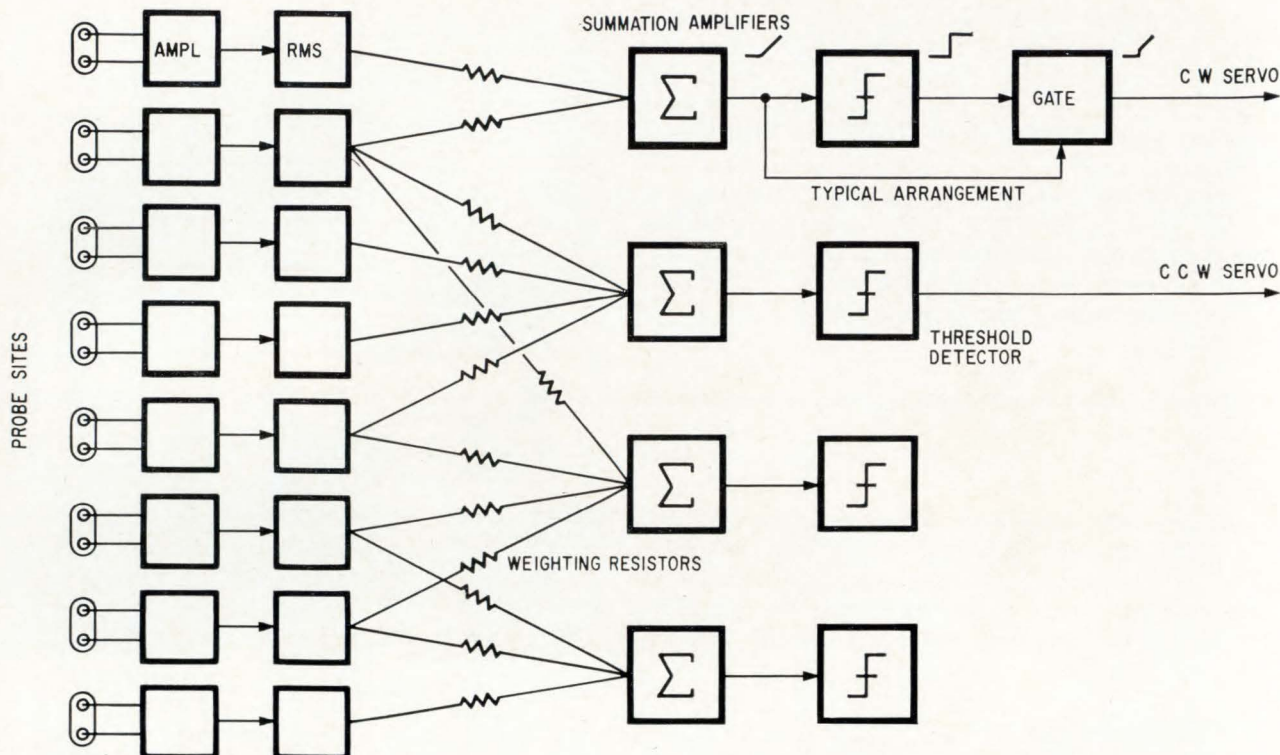 SUMMATION AMPLIFIERS
AMPL
RMS
Σ
GATE
C W SERVO
TYPICAL ARRANGEMENT
Σ
C C W SERVO
THRESHOLD
DETECTOR
PROBE SITES
Σ
WEIGHTING RESISTORS
Σ